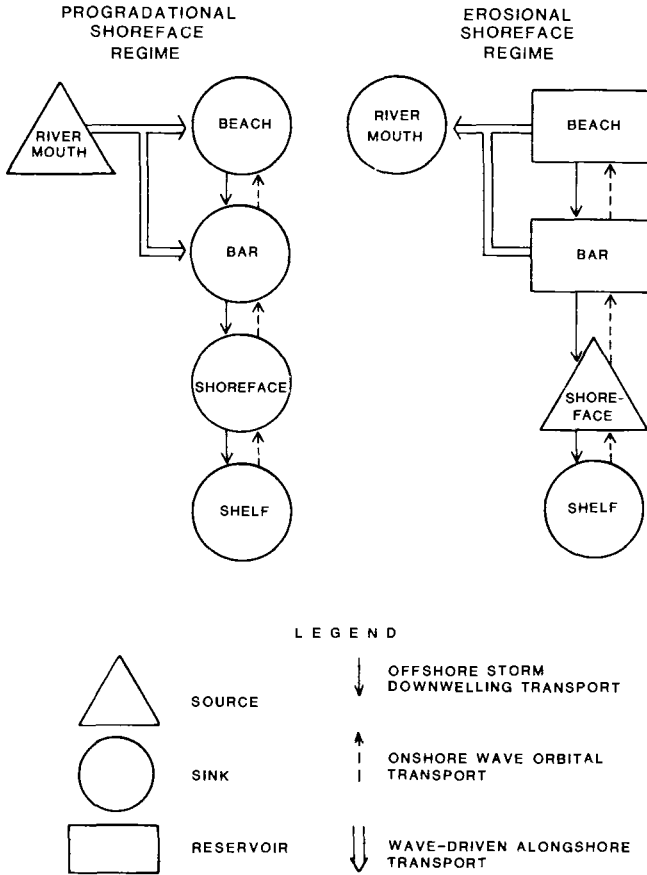 PROGRADATIONAL
SHOREFACE
REGIME
RIVER
MOUTH
BEACH
BAR
SHOREFACE
SHELF
EROSIONAL
SHOREFACE
REGIME
RIVER
MOUTH
BEACH
BAR
SHORE-
FACE
SHELF
LEGEND
SOURCE
SINK
RESERVOIR
OFFSHORE STORM
DOWNWELLING TRANSPORT
ONSHORE WAVE ORBITAL
TRANSPORT
WAVE-DRIVEN ALONGSHORE
TRANSPORT